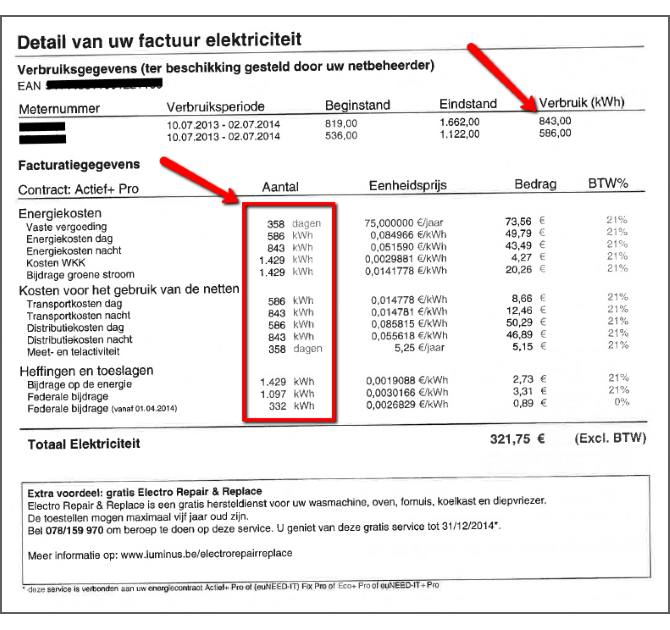 Detail van uw factuur elektriciteit
Verbruiksgegevens (ter beschikking gesteld door uw netbeheerder)
EAN
Meternummer Verbruiksperiode Beginstand Eindstand Verbruik (kWh)
10.07.2013 - 02.07.2014 819,00 1.662,00 843,00
10.07.2013 - 02.07.2014 536,00 1.122,00 586,00
Facturatiegegevens
Contract: Actief+ Pro Aantal Eenheidsprijs Bedrag BTW%
Energiekosten
Vaste vergoeding 358 dagen 75,000000 €/jaar 73,56 € 21%
Energiekosten dag 586 kWh 0,084966 €/kWh 49,79 € 21%
Energiekosten nacht 843 kWh 0,051590 €/kWh 43,49 € 21%
Kosten WKK 1.429 kWh 0,0029881 €/kWh 4,27 € 21%
Bijdrage groene stroom 1.429 kWh 0,0141778 €/kWh 20,26 € 21%
Kosten voor het gebruik van de netten
Transportkosten dag 586 kWh 0,014778 €/kWh 8,66 € 21%
Transportkosten nacht 843 kWh 0,014781 €/kWh 12,46 € 21%
Distributiekosten dag 586 kWh 0,085815 €/kWh 50,29 € 21%
Distributiekosten nacht 843 kWh 0,055618 €/kWh 46,89 € 21%
Meet- en telactiviteit 358 dagen 5,25 €/jaar 5,15 € 21%
Heffingen en toeslagen
Bijdrage op de energie 1.429 kWh 0,0019088 €/kWh 2,73 € 21%
Federale bijdrage 1.097 kWh 0,0030166 €/kWh 3,31 € 21%
Federale bijdrage (vanaf 01.04.2014) 332 kWh 0,0026829 €/kWh 0,89 € 0%
Totaal Elektriciteit 321,75 € (Excl. BTW)
Extra voordeel: gratis Electro Repair & Replace
Electro Repair & Replace is een gratis hersteldienst voor uw wasmachine, oven, fornuis, koelkast en diepvriezer.
De toestellen mogen maximaal vijf jaar oud zijn.
Bel 078/159 970 om beroep te doen op deze service. U geniet van deze gratis service tot 31/12/2014*.
Meer informatie op: www.luminus.be/electrorepairreplace
* deze service is verbonden aan uw energiecontract Actief+ Pro of (euNEED-IT) Fix Pro of Eco+ Pro of euNEED-IT+ Pro